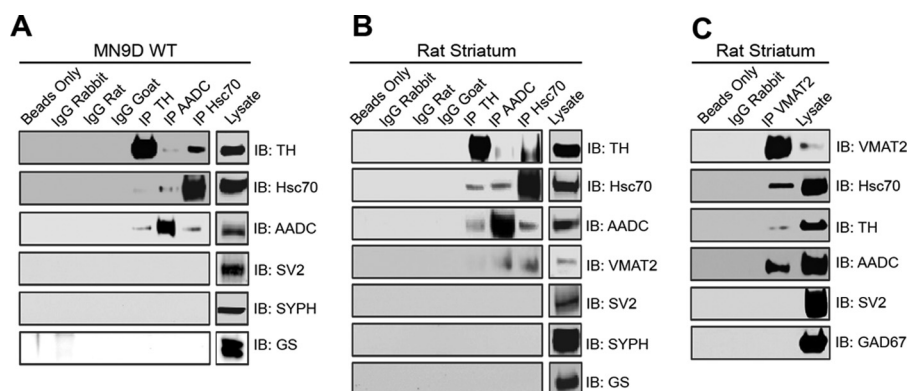 A
MN9D WT
Beads Only
IgG Rabbit
IgG Rat
IgG Goat
IP TH
IP AADC
IP Hsc70
Lysate
IB: TH
IB: Hsc70
IB: AADC
IB: SV2
IB: SYPH
IB: GS
B
Rat Striatum
Beads Only
IgG Rabbit
IgG Rat
IgG Goat
IP TH
IP AADC
IP Hsc70
Lysate
IB: TH
IB: Hsc70
IB: AADC
IB: VMAT2
IB: SV2
IB: SYPH
IB: GS
C
Rat Striatum
Beads Only
IgG Rabbit
IP VMAT2
Lysate
IB: VMAT2
IB: Hsc70
IB: TH
IB: AADC
IB: SV2
IB: GAD67